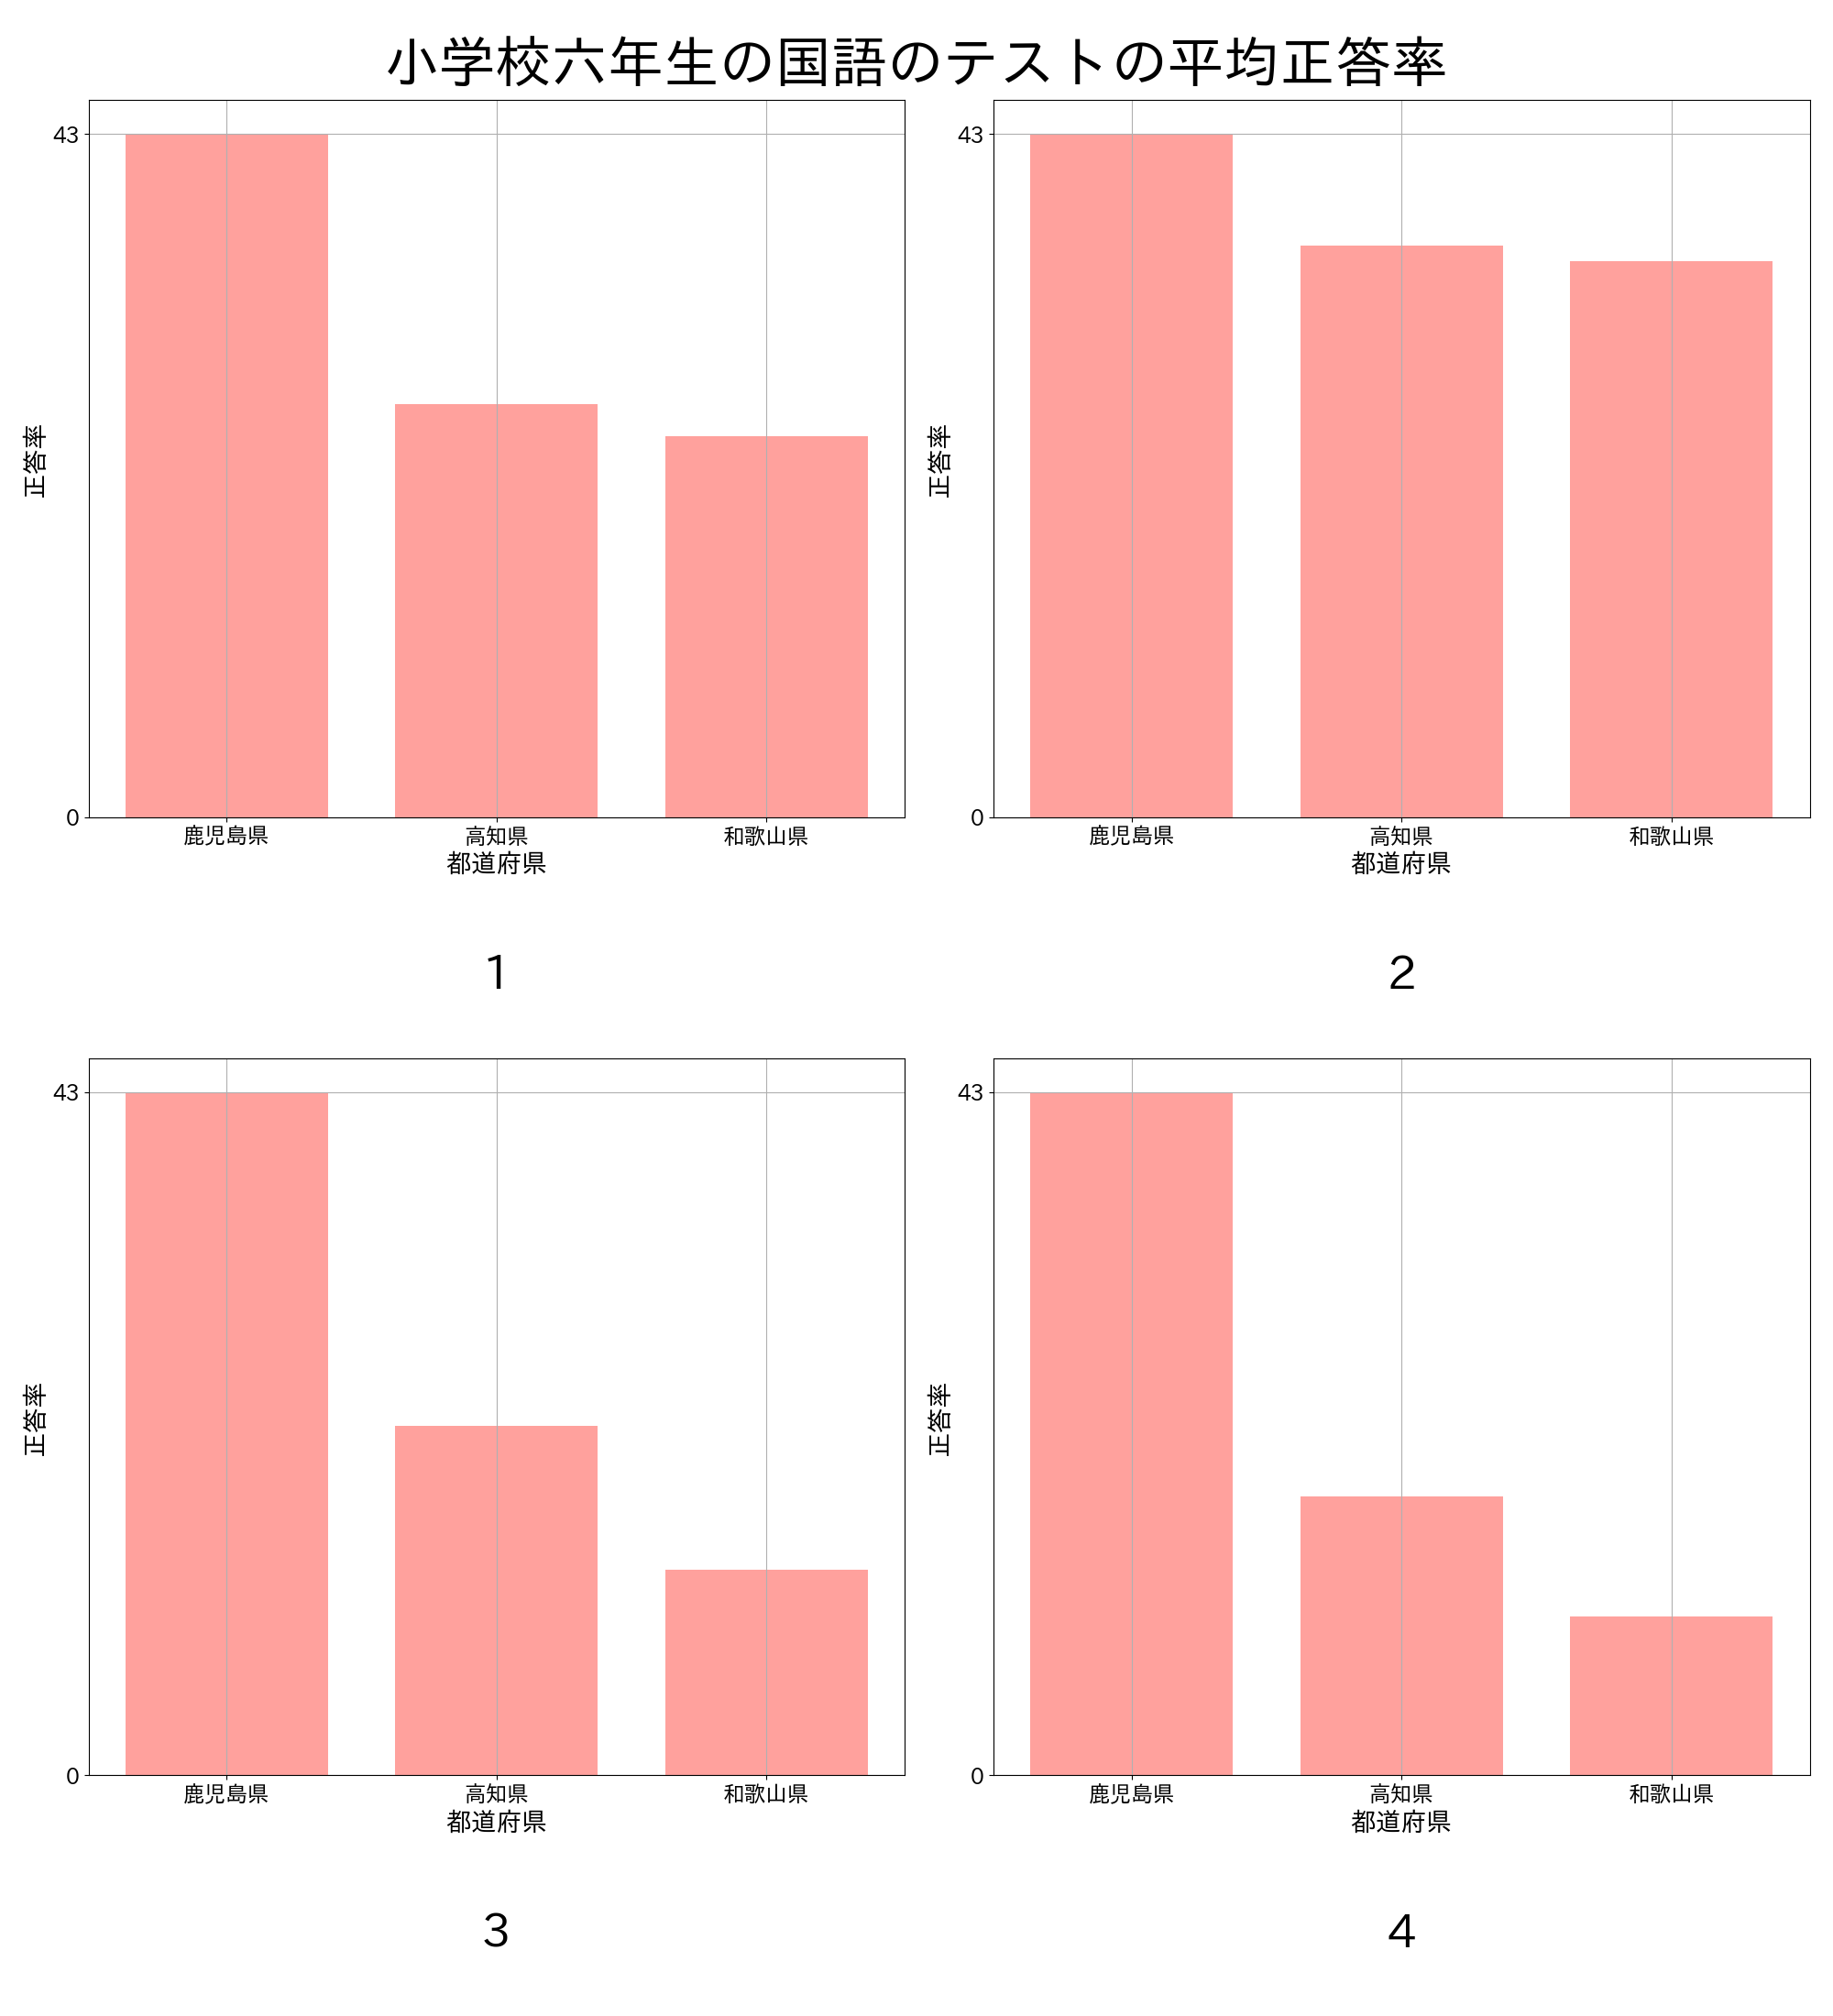 小学校六年生の国語のテストの平均正答率
43
0
正答率
鹿児島県 高知県 和歌山県
都道府県
1
43
0
正答率
鹿児島県 高知県 和歌山県
都道府県
2
43
0
正答率
鹿児島県 高知県 和歌山県
都道府県
3
43
0
正答率
鹿児島県 高知県 和歌山県
都道府県
4